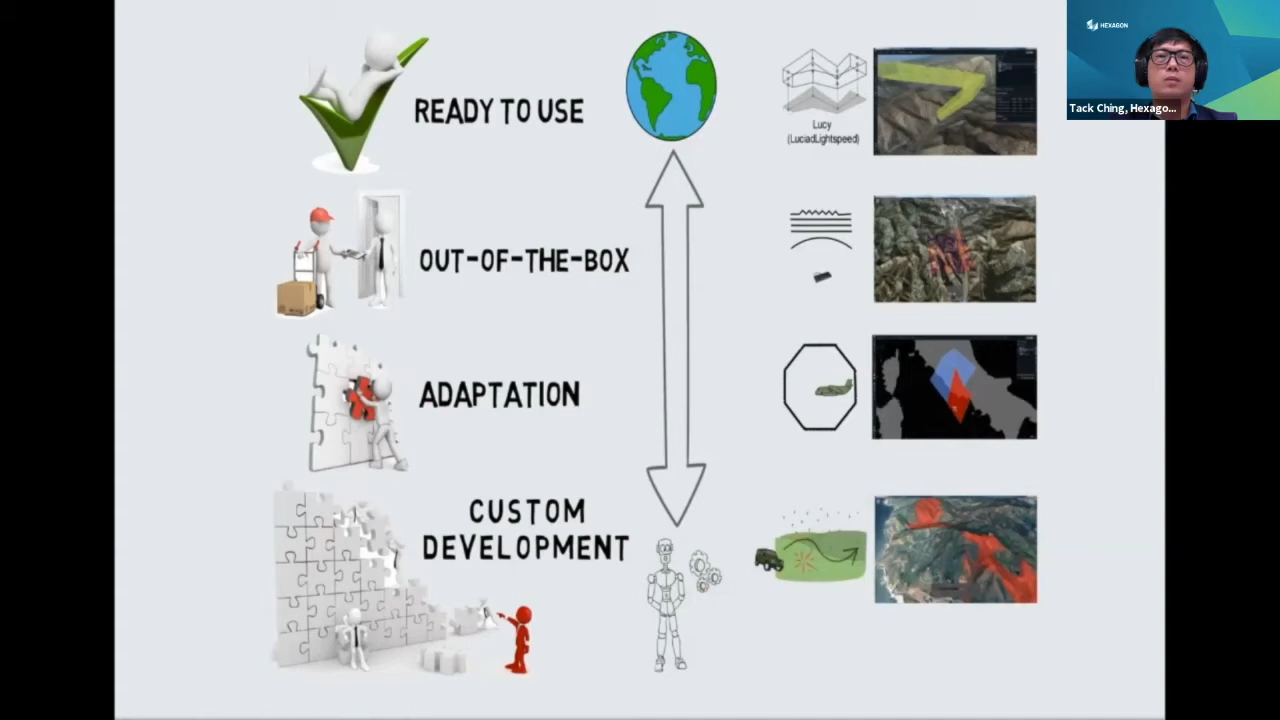 READY TO USE
Lucy
(LuciadLightspeed)
OUT-OF-THE-BOX
ADAPTATION
CUSTOM
DEVELOPMENT
HEXAGON
Tack Ching, Hexago...